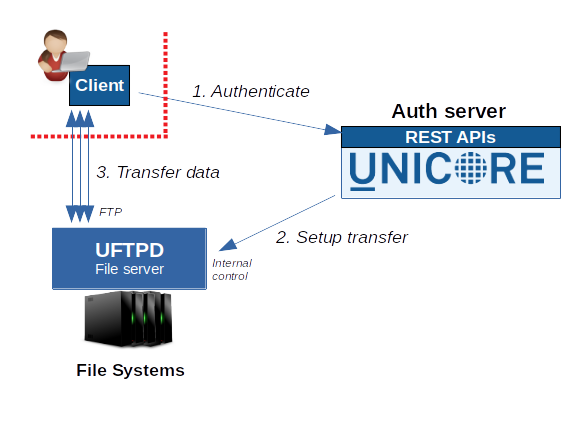 Client
1. Authenticate
Auth server
REST APIs
UNICORE
3. Transfer data
FTP
2. Setup transfer
UFTPD
File server
Internal
control
File Systems